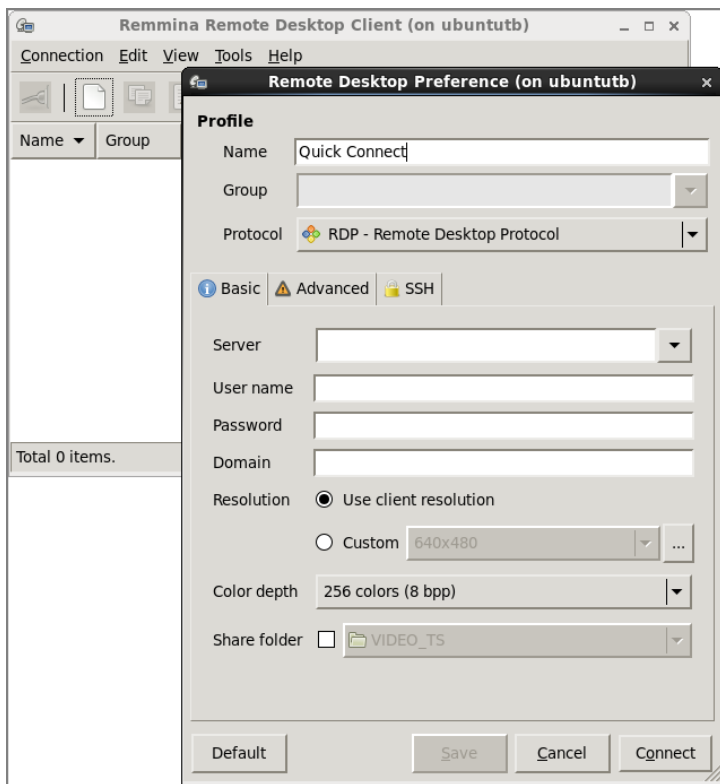 Remmina Remote Desktop Client (on ubuntutb)
Connection Edit View Tools Help
Name Group
Total 0 items.
Remote Desktop Preference (on ubuntutb)
Profile
Name Quick Connect
Group
Protocol RDP - Remote Desktop Protocol
Basic Advanced SSH
Server
User name
Password
Domain
Resolution Use client resolution
Custom 640x480 ...
Color depth 256 colors (8 bpp)
Share folder VIDEO_TS
Default Save Cancel Connect